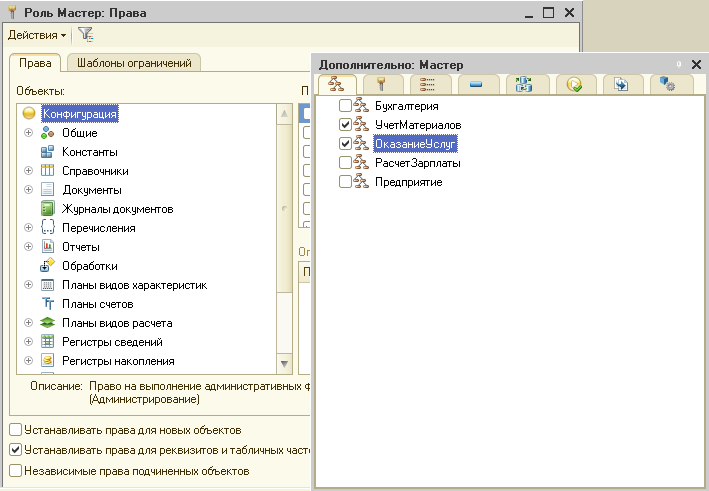 Роль Мастер: Права
Действия
Права
Шаблоны ограничений
Объекты:
П
Конфигурация
Общие
Константы
Справочники
Документы
Журналы документов
Перечисления
Отчеты
Обработки
Планы видов характеристик
Планы счетов
Планы видов расчета
Регистры сведений
Регистры накопления
Ог
П
Описание: Право на выполнение административных ф
(Администрирование)
Устанавливать права для новых объектов
Устанавливать права для реквизитов и табличных часте
Независимые права подчиненных объектов
Дополнительно: Мастер
Бухгалтерия
УчетМатериалов
ОказаниеУслуг
РасчетЗарплаты
Предприятие